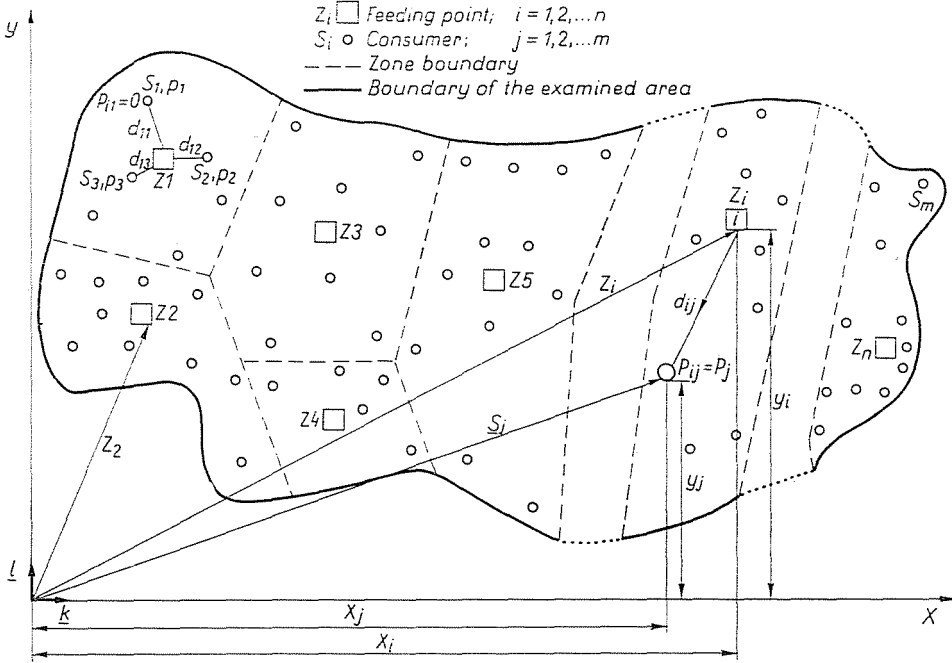 y
Zi Feeding point; i = 1,2,...n
Si Consumer; j = 1,2,...m
Zone boundary
Boundary of the examined area
S1,p1
Pi1=0
d11
d12
d13
S3,p3
Z1
S2,p2
Sm
Zi
i
Z3
Z5
Zi
Z2
dij
Zn
Pij=Pj
yi
Z4
Sj
Z2
yj
l
k
xj
X
xi